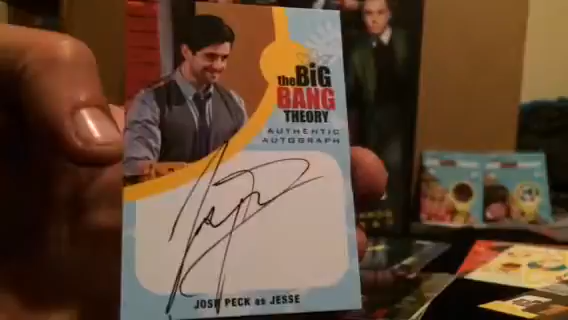 the BiG
BANG
THEORY
AUTHENTIC
AUTOGRAPH
JOSH PECK as JESSE